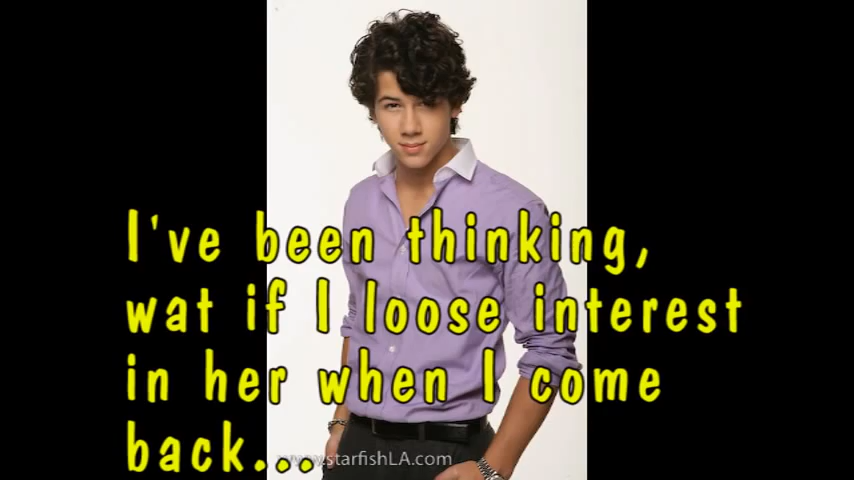 I've been thinking,
wat if I loose interest
in her when I come
back...
www.starfishLA.com